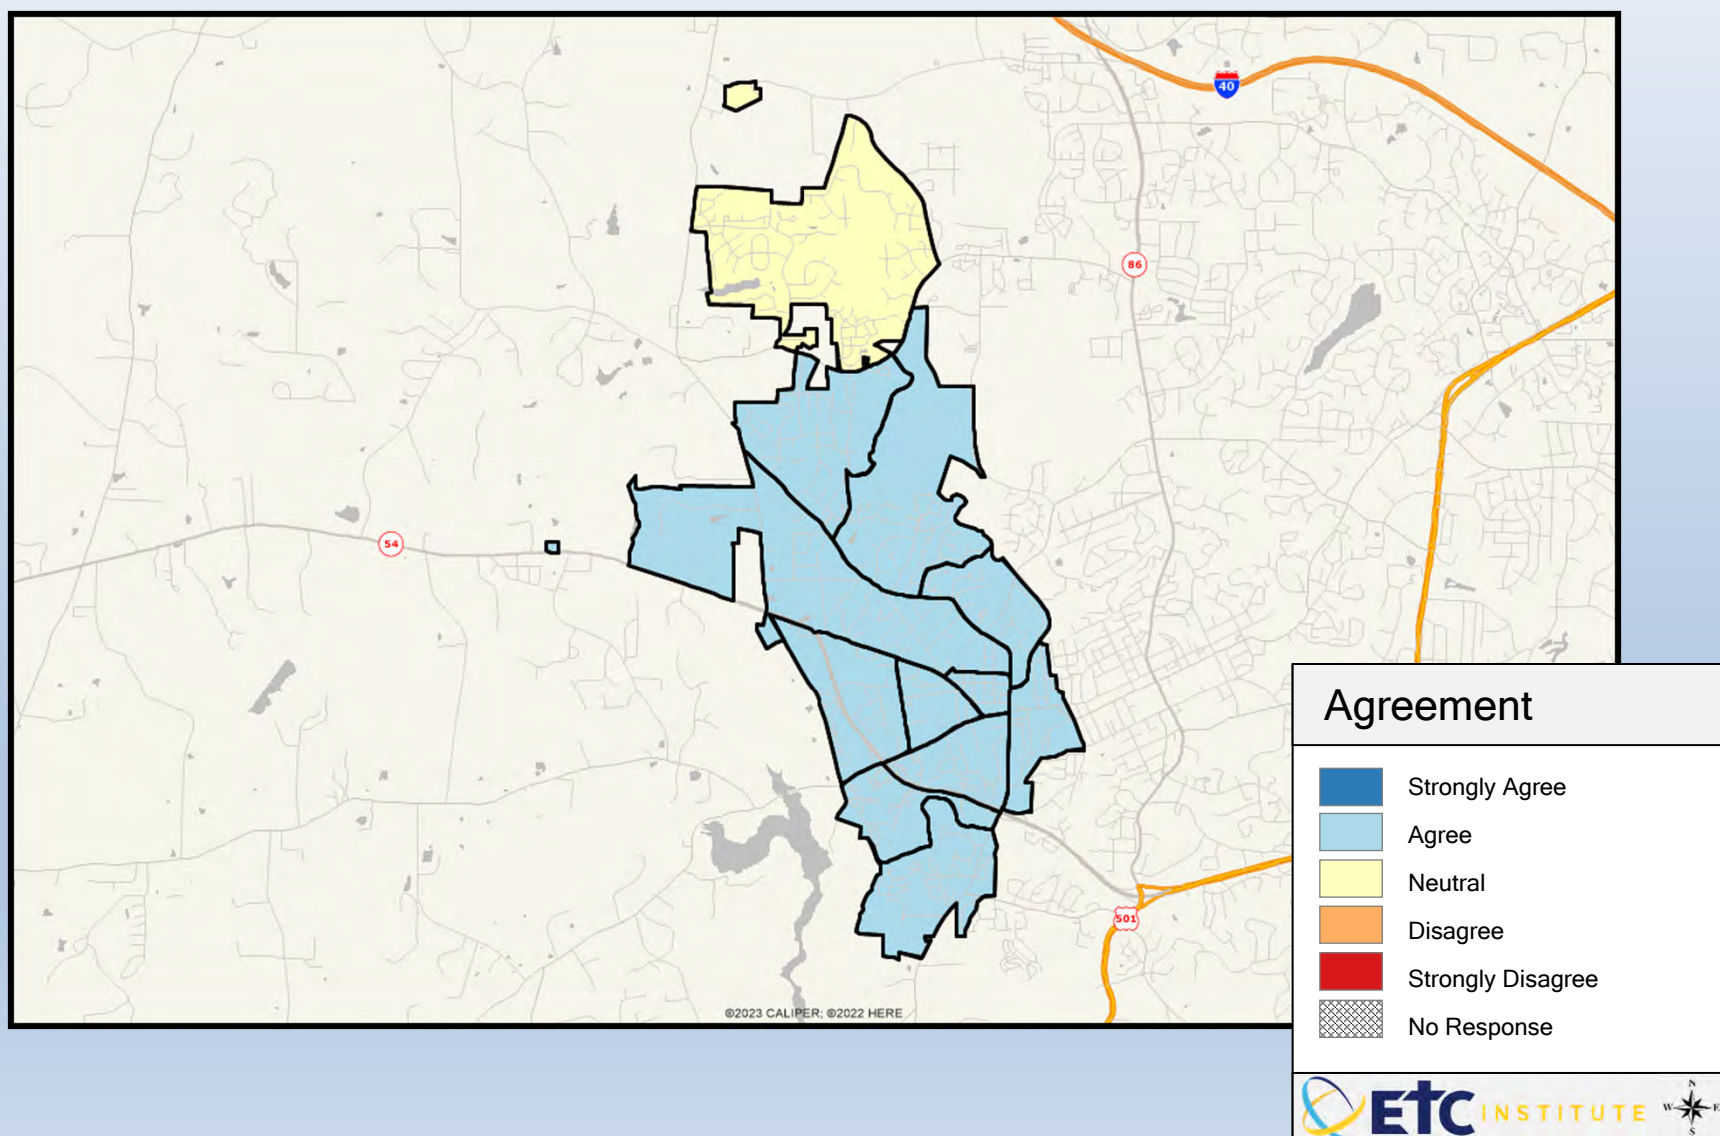 40
86
54
501
©2023 CALIPER; ©2022 HERE
Agreement
Strongly Agree
Agree
Neutral
Disagree
Strongly Disagree
No Response
ETC INSTITUTE
N
W E
S